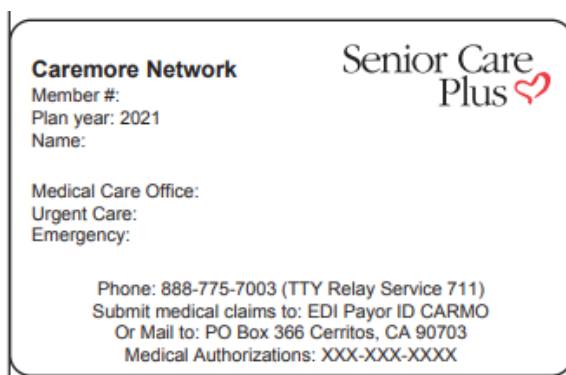 Senior Care
Plus
Caremore Network
Member #:
Plan year: 2021
Name:
Medical Care Office:
Urgent Care:
Emergency:
Phone: 888-775-7003 (TTY Relay Service 711)
Submit medical claims to: EDI Payor ID CARMO
Or Mail to: PO Box 366 Cerritos, CA 90703
Medical Authorizations: XXX-XXX-XXXX